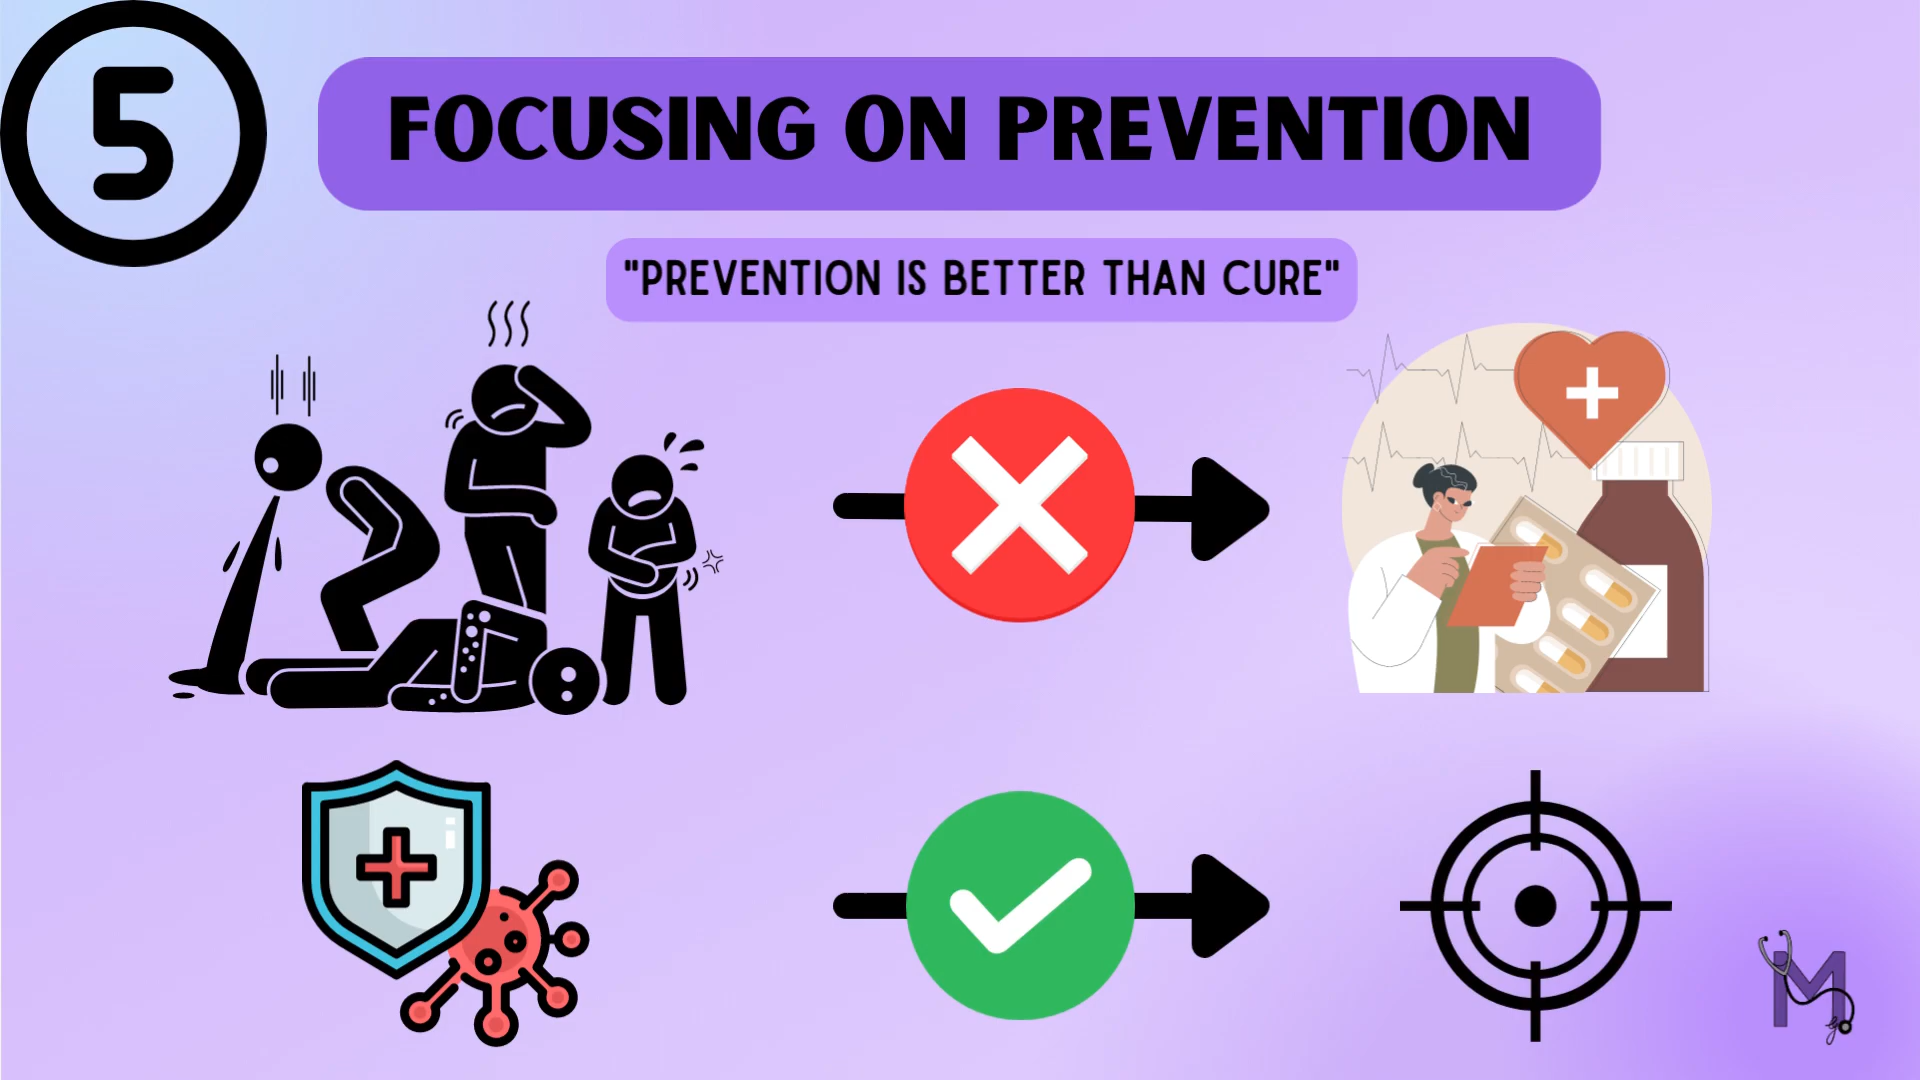 5
FOCUSING ON PREVENTION
"PREVENTION IS BETTER THAN CURE"
M